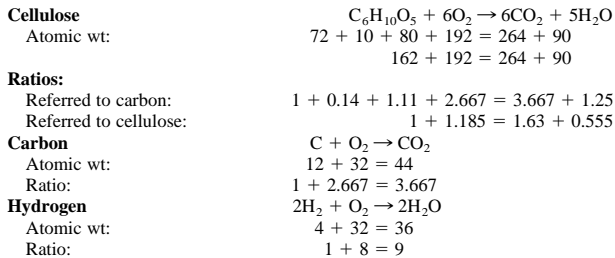 Cellulose C₆H₁₀O₅ + 6O₂ → 6CO₂ + 5H₂O
Atomic wt: 72 + 10 + 80 + 192 = 264 + 90
162 + 192 = 264 + 90
Ratios:
Referred to carbon: 1 + 0.14 + 1.11 + 2.667 = 3.667 + 1.25
Referred to cellulose: 1 + 1.185 = 1.63 + 0.555
Carbon C + O₂ → CO₂
Atomic wt: 12 + 32 = 44
Ratio: 1 + 2.667 = 3.667
Hydrogen 2H₂ + O₂ → 2H₂O
Atomic wt: 4 + 32 = 36
Ratio: 1 + 8 = 9